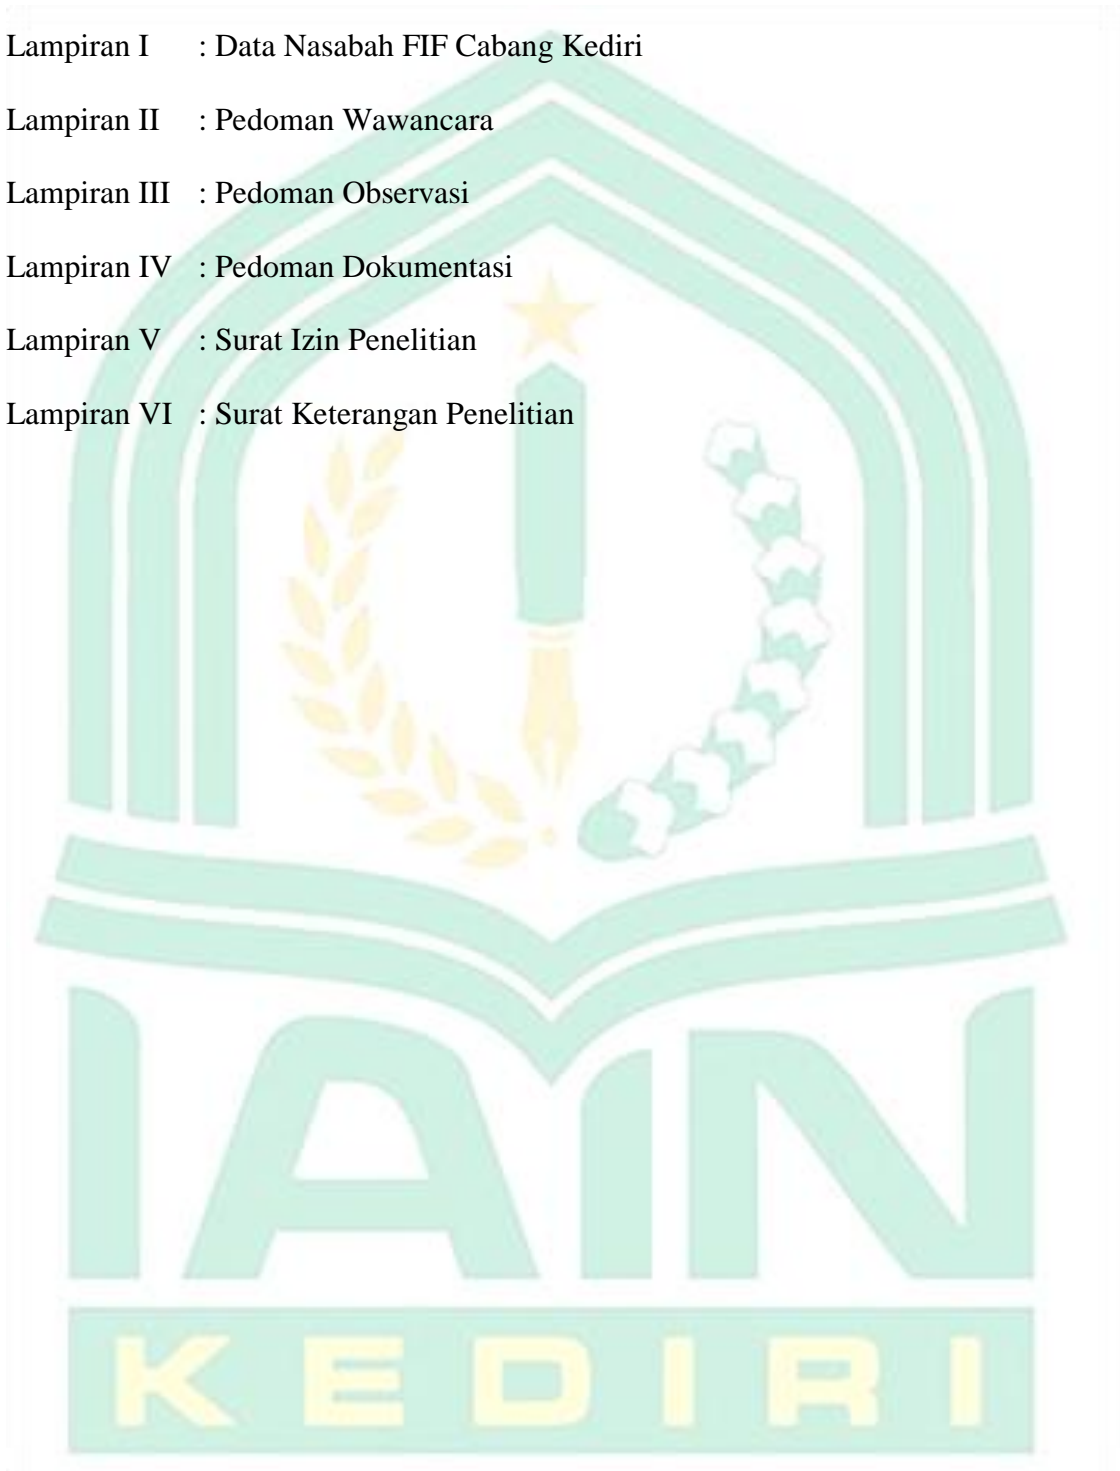 Lampiran I : Data Nasabah FIF Cabang Kediri
Lampiran II : Pedoman Wawancara
Lampiran III : Pedoman Observasi
Lampiran IV : Pedoman Dokumentasi
Lampiran V : Surat Izin Penelitian
Lampiran VI : Surat Keterangan Penelitian
IAIN
KEDIRI